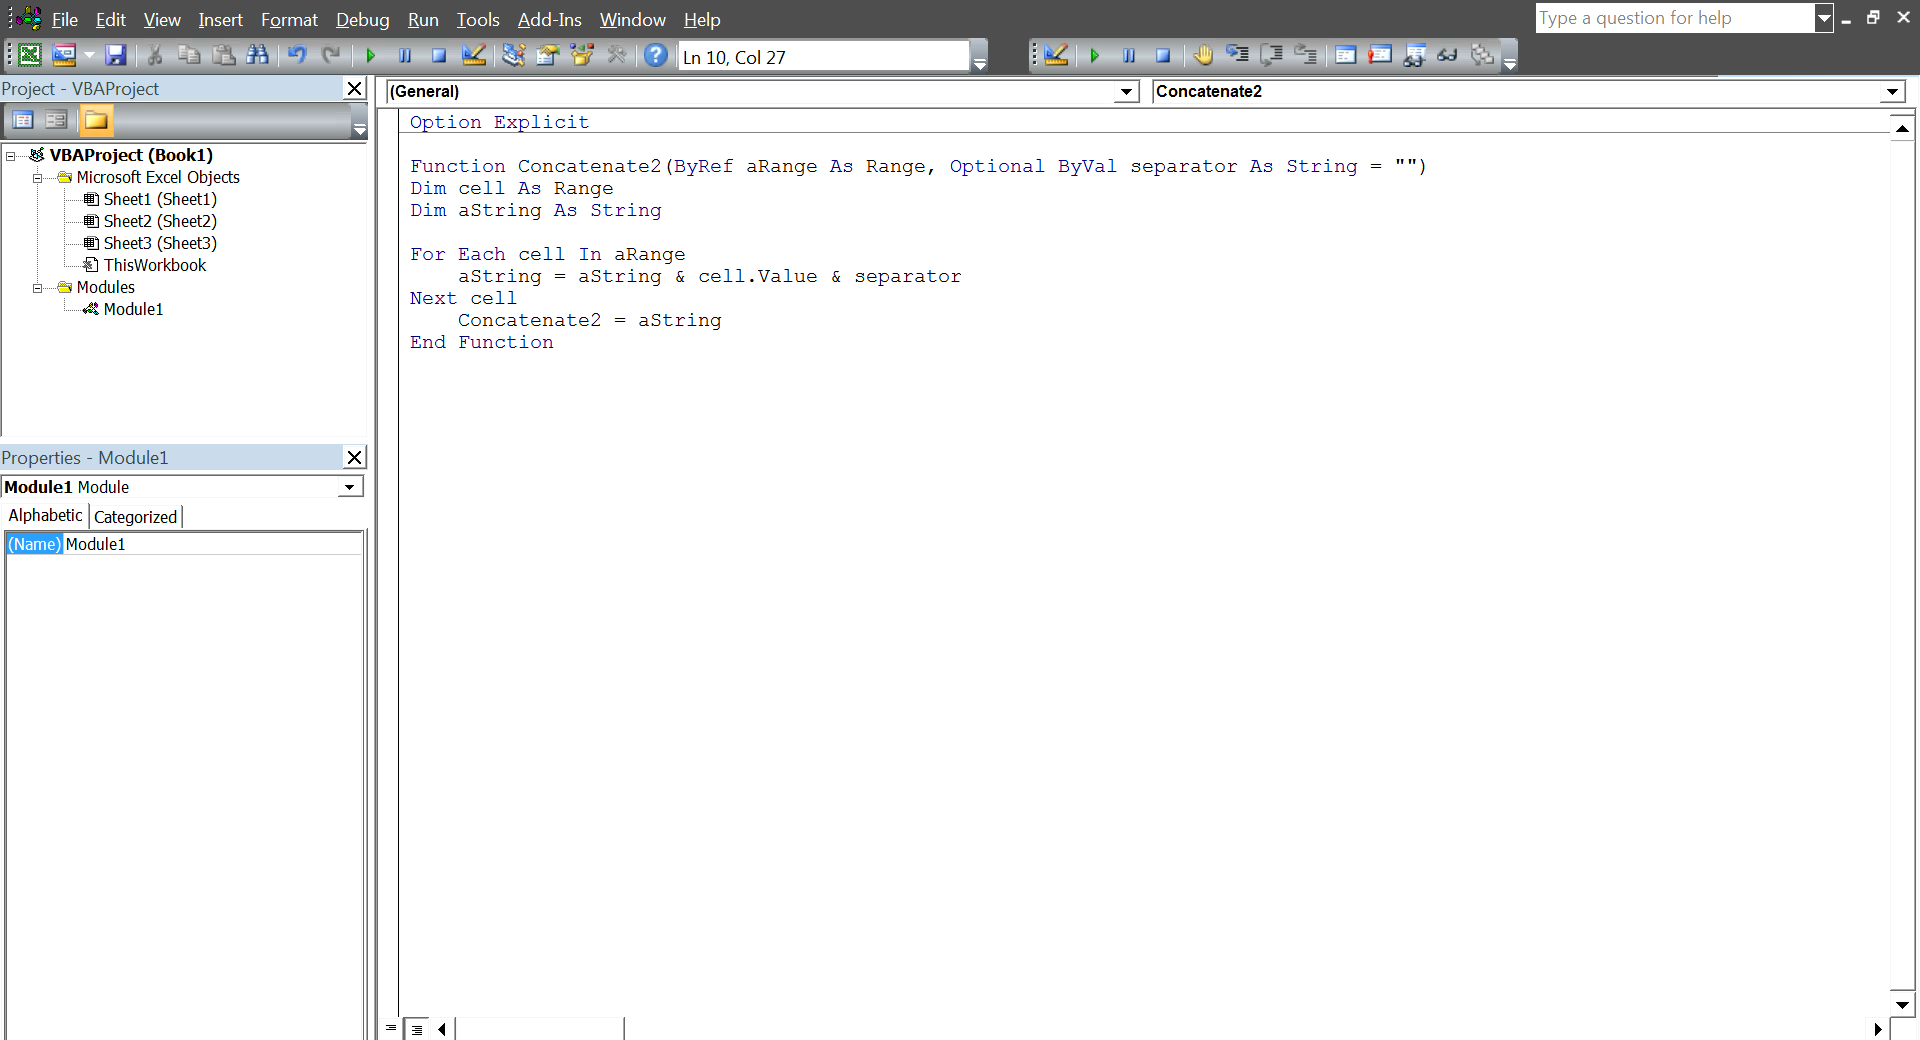 File Edit View Insert Format Debug Run Tools Add-Ins Window Help
Type a question for help
Ln 10, Col 27
Project - VBAProject
VBAProject (Book1)
Microsoft Excel Objects
Sheet1 (Sheet1)
Sheet2 (Sheet2)
Sheet3 (Sheet3)
ThisWorkbook
Modules
Module1
Properties - Module1
Module1 Module
Alphabetic Categorized
(Name) Module1
(General)
Concatenate2
Option Explicit
Function Concatenate2(ByRef aRange As Range, Optional ByVal separator As String = "")
Dim cell As Range
Dim aString As String
For Each cell In aRange
    aString = aString & cell.Value & separator
Next cell
    Concatenate2 = aString
End Function